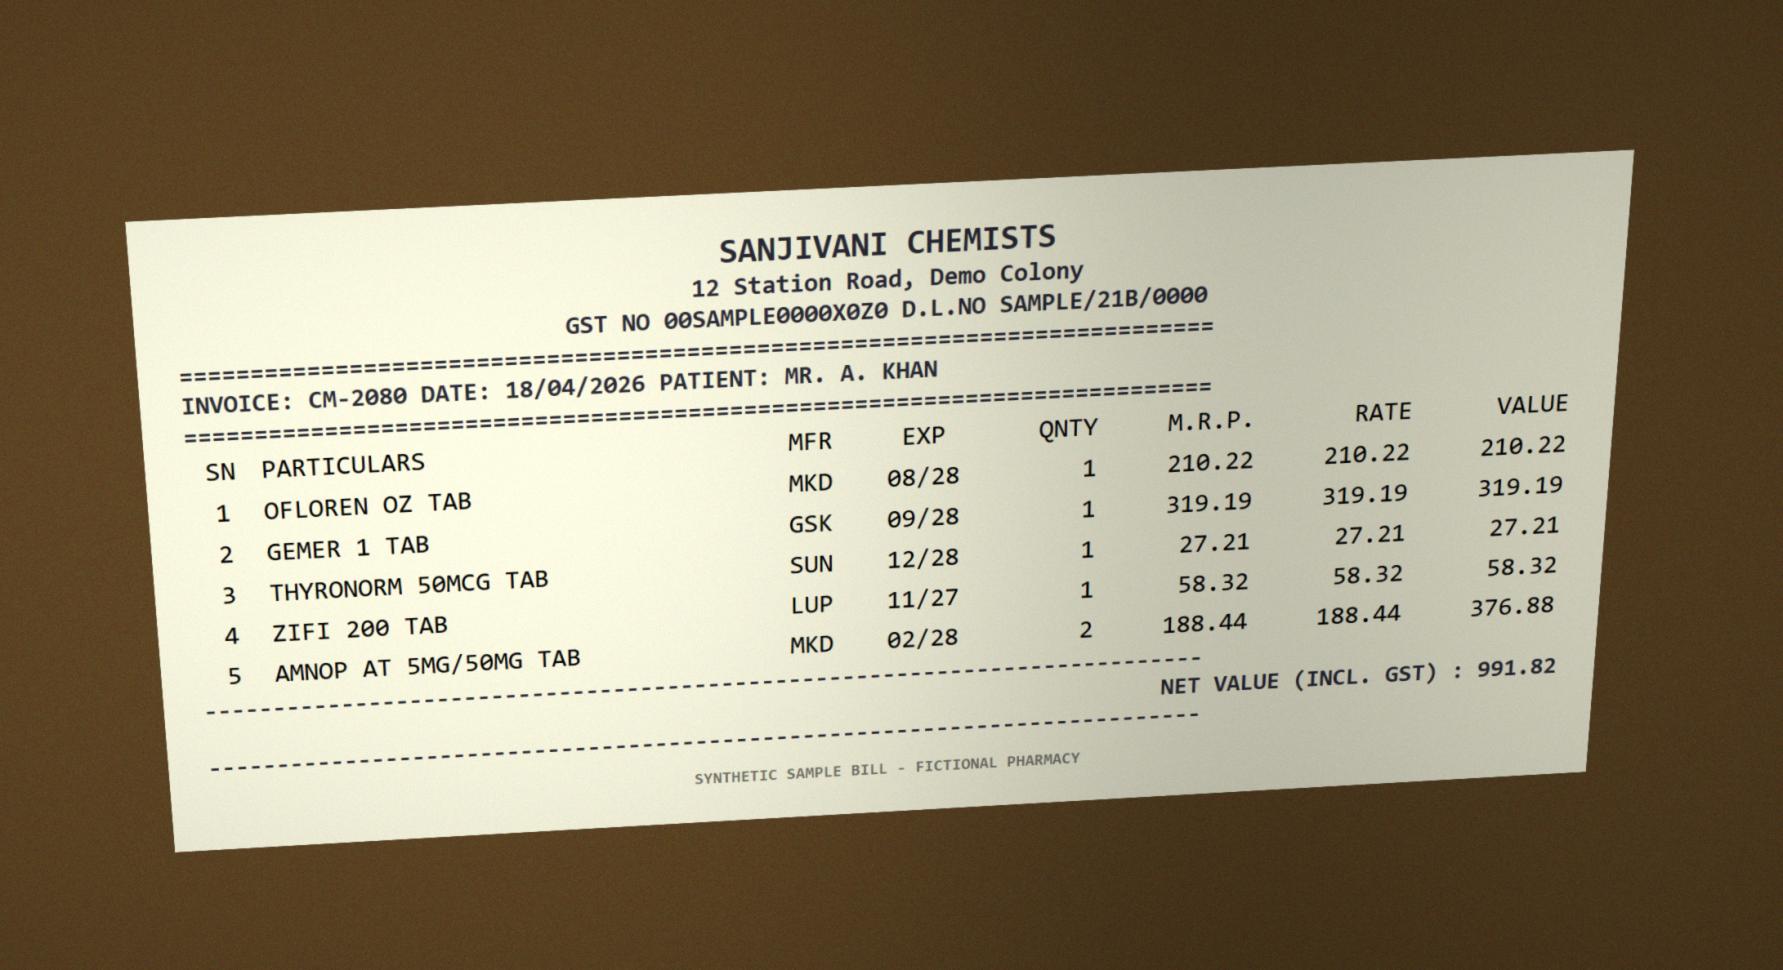 SANJIVANI CHEMISTS
12 Station Road, Demo Colony
GST NO 00SAMPLE0000X0Z0 D.L.NO SAMPLE/21B/0000
==========================================================================
INVOICE: CM-2080 DATE: 18/04/2026 PATIENT: MR. A. KHAN
==========================================================================
SN PARTICULARS MFR EXP QNTY M.R.P. RATE VALUE
1 OFLOREN OZ TAB MKD 08/28 1 210.22 210.22 210.22
2 GEMER 1 TAB GSK 09/28 1 319.19 319.19 319.19
3 THYRONORM 50MCG TAB SUN 12/28 1 27.21 27.21 27.21
4 ZIFI 200 TAB LUP 11/27 1 58.32 58.32 58.32
5 AMNOP AT 5MG/50MG TAB MKD 02/28 2 188.44 188.44 376.88
--------------------------------------------------------------------------
NET VALUE (INCL. GST) : 991.82
--------------------------------------------------------------------------
SYNTHETIC SAMPLE BILL - FICTIONAL PHARMACY